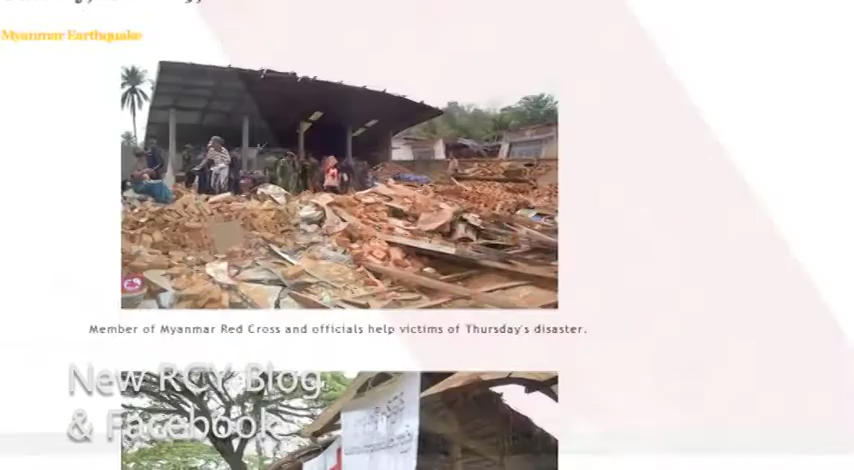 Myanmar Earthquake
Member of Myanmar Red Cross and officials help victims of Thursday's disaster.
New RCY Blog
& Facebook